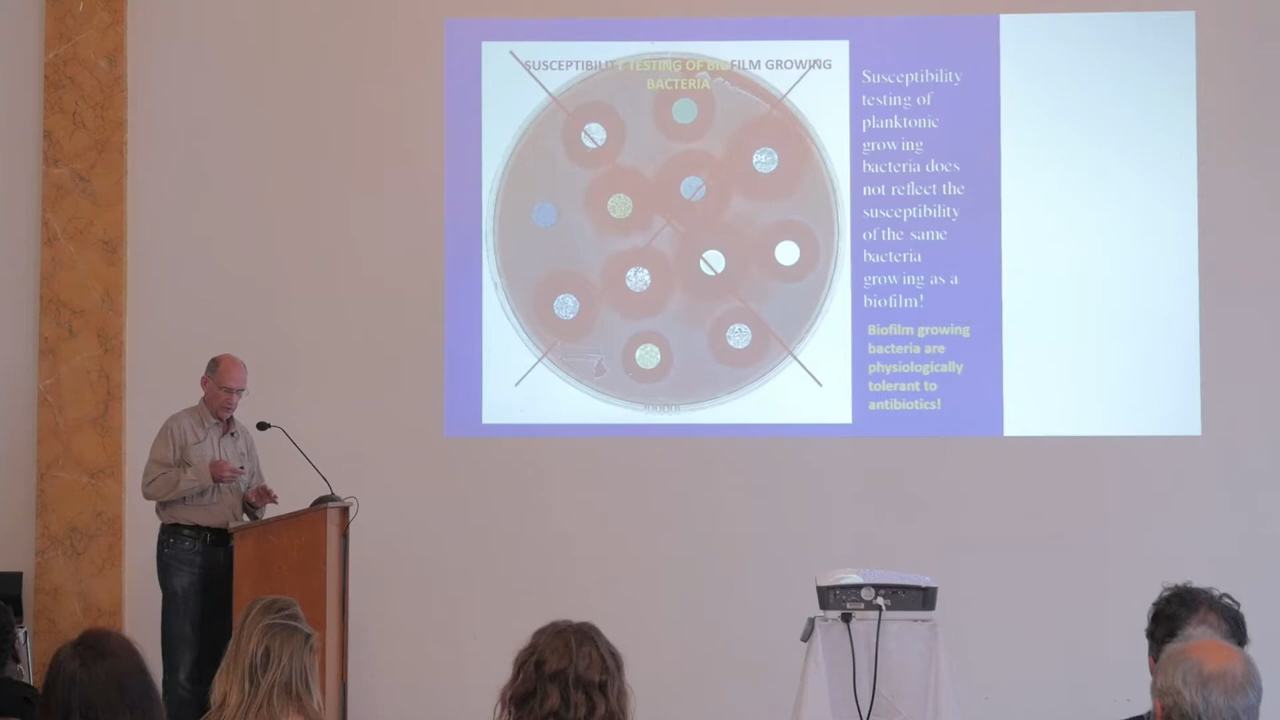 SUSCEPTIBILITY TESTING OF BIOFILM GROWING
BACTERIA
Susceptibility
testing of
planktonic
growing
bacteria does
not reflect the
susceptibility
of the same
bacteria
growing as a
biofilm!
Biofilm growing
bacteria are
physiologically
tolerant to
antibiotics!